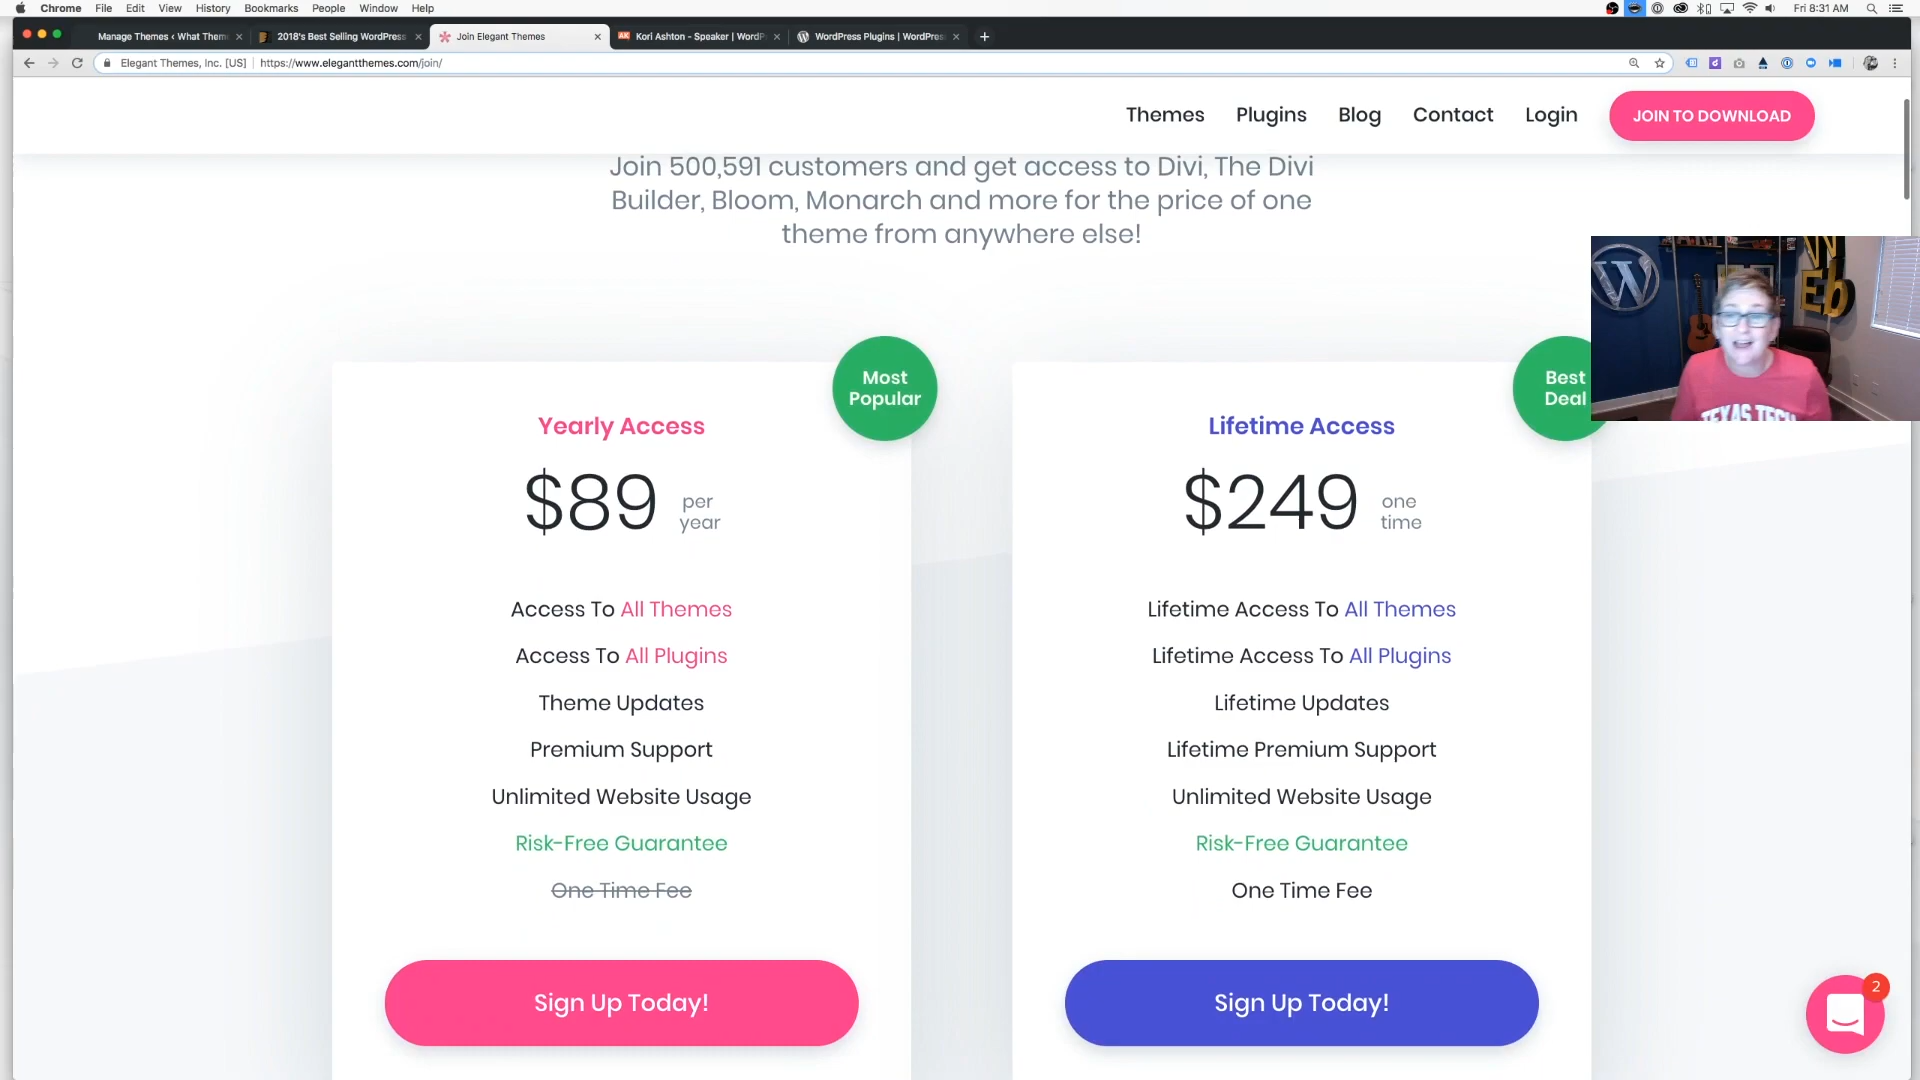 Chrome File Edit View History Bookmarks People Window Help
Fri 8:31 AM
Manage Themes ‹ What Them
2018's Best Selling WordPress
Join Elegant Themes
Kori Ashton - Speaker | WordP
WordPress Plugins | WordPres
Elegant Themes, Inc. [US] | https://www.elegantthemes.com/join/
Themes Plugins Blog Contact Login JOIN TO DOWNLOAD
Join 500,591 customers and get access to Divi, The Divi
Builder, Bloom, Monarch and more for the price of one
theme from anywhere else!
Most
Popular
Yearly Access
$89 per
year
Access To All Themes
Access To All Plugins
Theme Updates
Premium Support
Unlimited Website Usage
Risk-Free Guarantee
One Time Fee
Sign Up Today!
Best
Deal
Lifetime Access
$249 one
time
Lifetime Access To All Themes
Lifetime Access To All Plugins
Lifetime Updates
Lifetime Premium Support
Unlimited Website Usage
Risk-Free Guarantee
One Time Fee
Sign Up Today!
W
Eb
TEXAS TECH
2